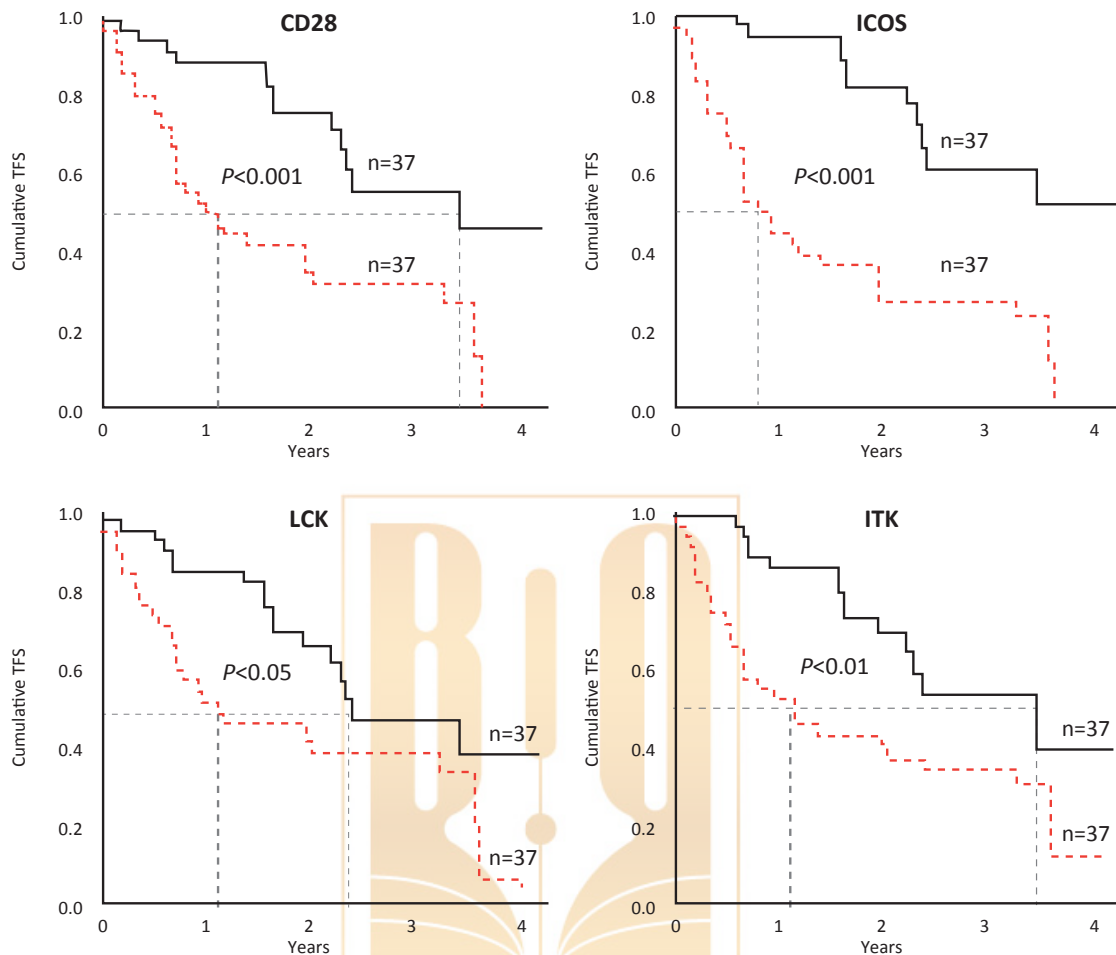 CD28
1.0
0.8
0.6
0.4
0.2
0.0
Cumulative TFS
n=37
P<0.001
n=37
0 1 2 3 4
Years
ICOS
1.0
0.8
0.6
0.4
0.2
0.0
Cumulative TFS
n=37
P<0.001
n=37
0 1 2 3 4
Years
LCK
1.0
0.8
0.6
0.4
0.2
0.0
Cumulative TFS
P<0.05
n=37
n=37
0 1 2 3 4
Years
ITK
1.0
0.8
0.6
0.4
0.2
0.0
Cumulative TFS
P<0.01
n=37
n=37
0 1 2 3 4
Years